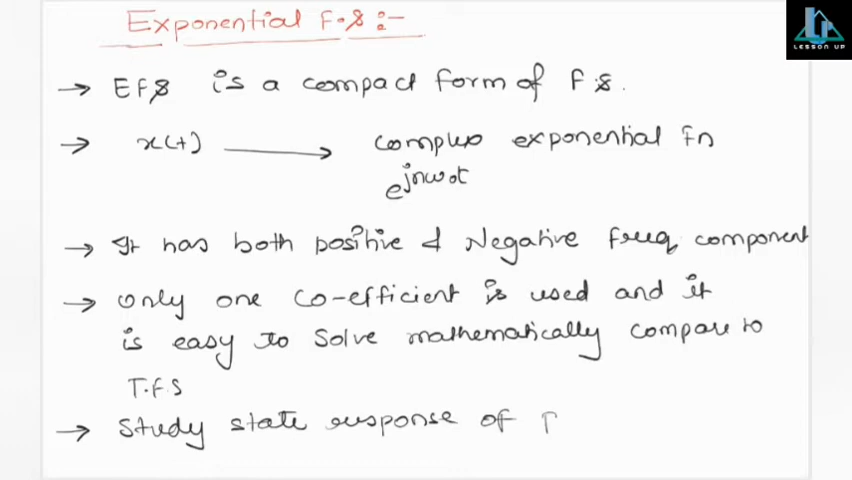 Exponential F.S :-
LESSON UP
→ EFS is a compact form of F.S.
→ x(t) ⟶ complex exponential fn
e^jnω0t
→ It has both positive & Negative freq component
→ only one co-efficient is used and it
is easy to solve mathematically compare to
T.F.S
→ Study state response of